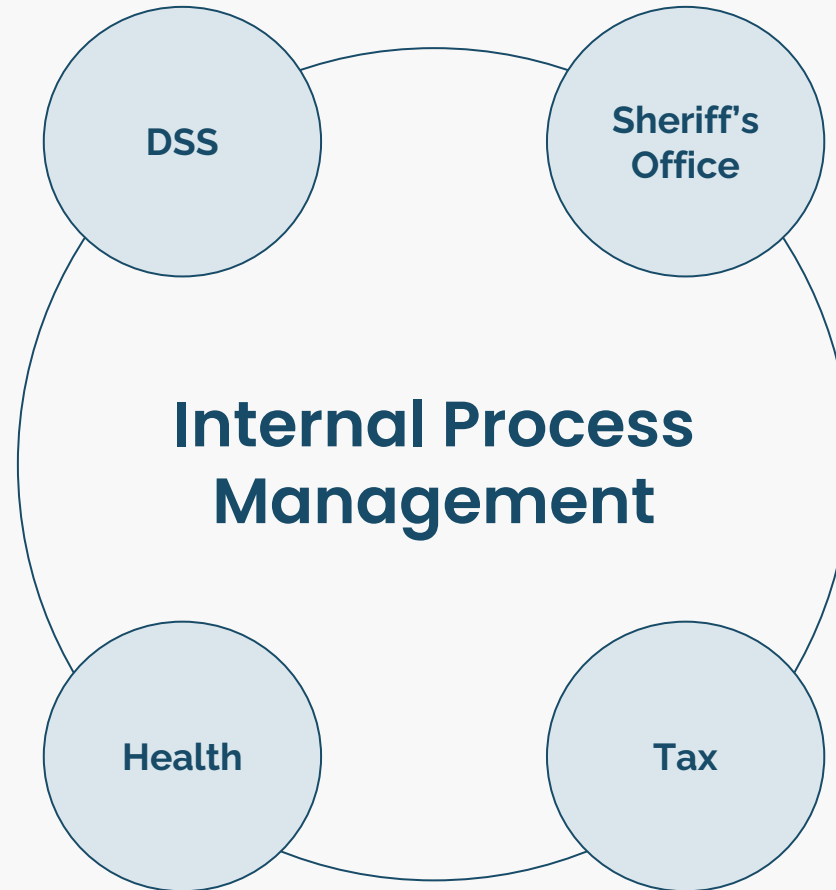 DSS
Sheriff’s
Office
Internal Process
Management
Health
Tax